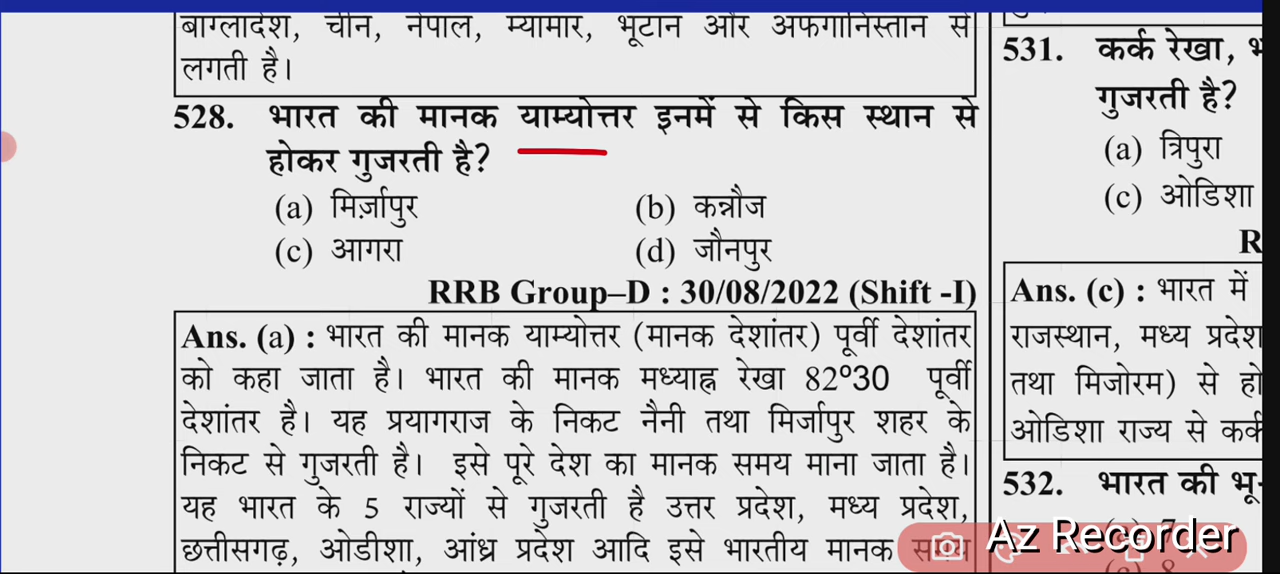 बांग्लादेश, चीन, नेपाल, म्यांमार, भूटान और अफगानिस्तान से
लगती है।
528. भारत की मानक याम्योत्तर इनमें से किस स्थान से
होकर गुजरती है?
(a) मिर्ज़ापुर (b) कन्नौज
(c) आगरा (d) जौनपुर
RRB Group–D : 30/08/2022 (Shift -I)
Ans. (a) : भारत की मानक याम्योत्तर (मानक देशांतर) पूर्वी देशांतर
को कहा जाता है। भारत की मानक मध्याह्न रेखा 82º30 पूर्वी
देशांतर है। यह प्रयागराज के निकट नैनी तथा मिर्जापुर शहर के
निकट से गुजरती है। इसे पूरे देश का मानक समय माना जाता है।
यह भारत के 5 राज्यों से गुजरती है उत्तर प्रदेश, मध्य प्रदेश,
छत्तीसगढ़, ओडीशा, आंध्र प्रदेश आदि इसे भारतीय मानक समय
531. कर्क रेखा,
गुजरती है?
(a) त्रिपुरा
(c) ओडिशा
R
Ans. (c) : भारत में
राजस्थान, मध्य प्रदेश
तथा मिजोरम) से हो
ओडिशा राज्य से कर्क
532. भारत की भू-
(a) 7
(c) 8
Az Recorder